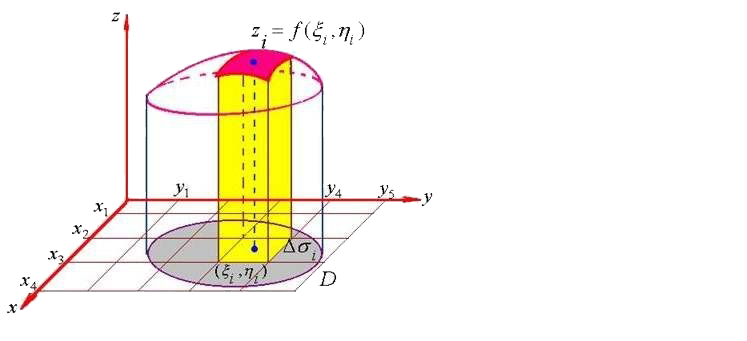 z
z_i = f(ξ_i, η_i)
y_1
y_4
y_5
y
x_1
x_2
x_3
x_4
x
Δσ_i
(ξ_i, η_i)
D